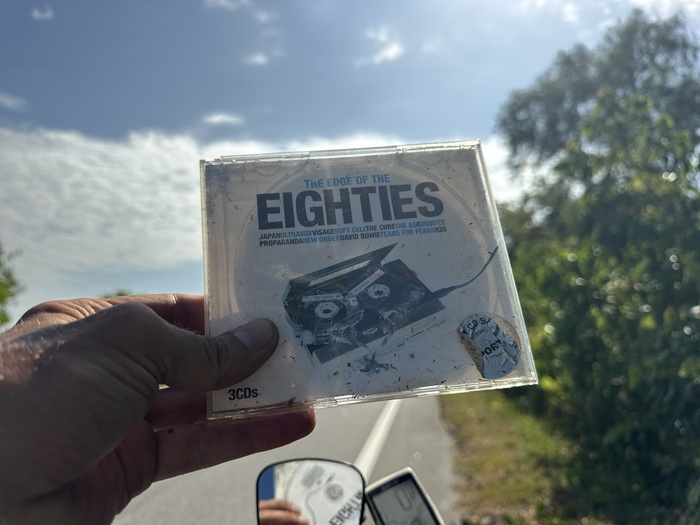 THE EDGE OF THE
EIGHTIES
JAPANULTRAVOXVISAGESOFT CELLTHE CURETHE ASSOCIATES
PROPAGANDANEW ORDERDAVID BOWIETEARS FOR FEARSH20
3CDs